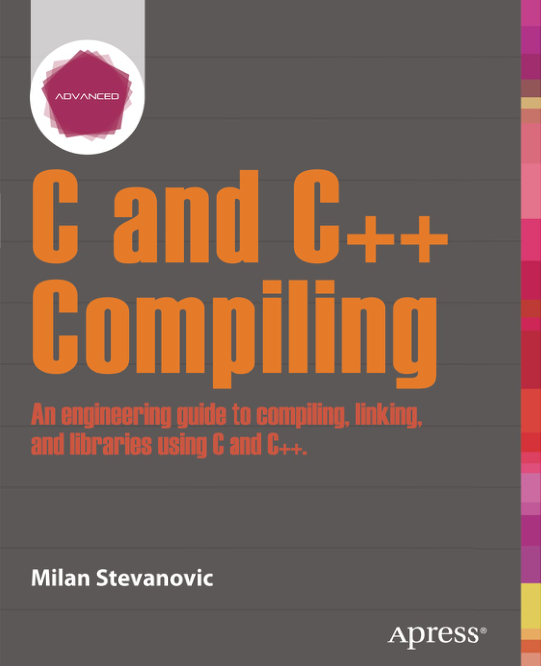 ADVANCED
C and C++
Compiling
An engineering guide to compiling, linking,
and libraries using C and C++.
Milan Stevanovic
Apress®